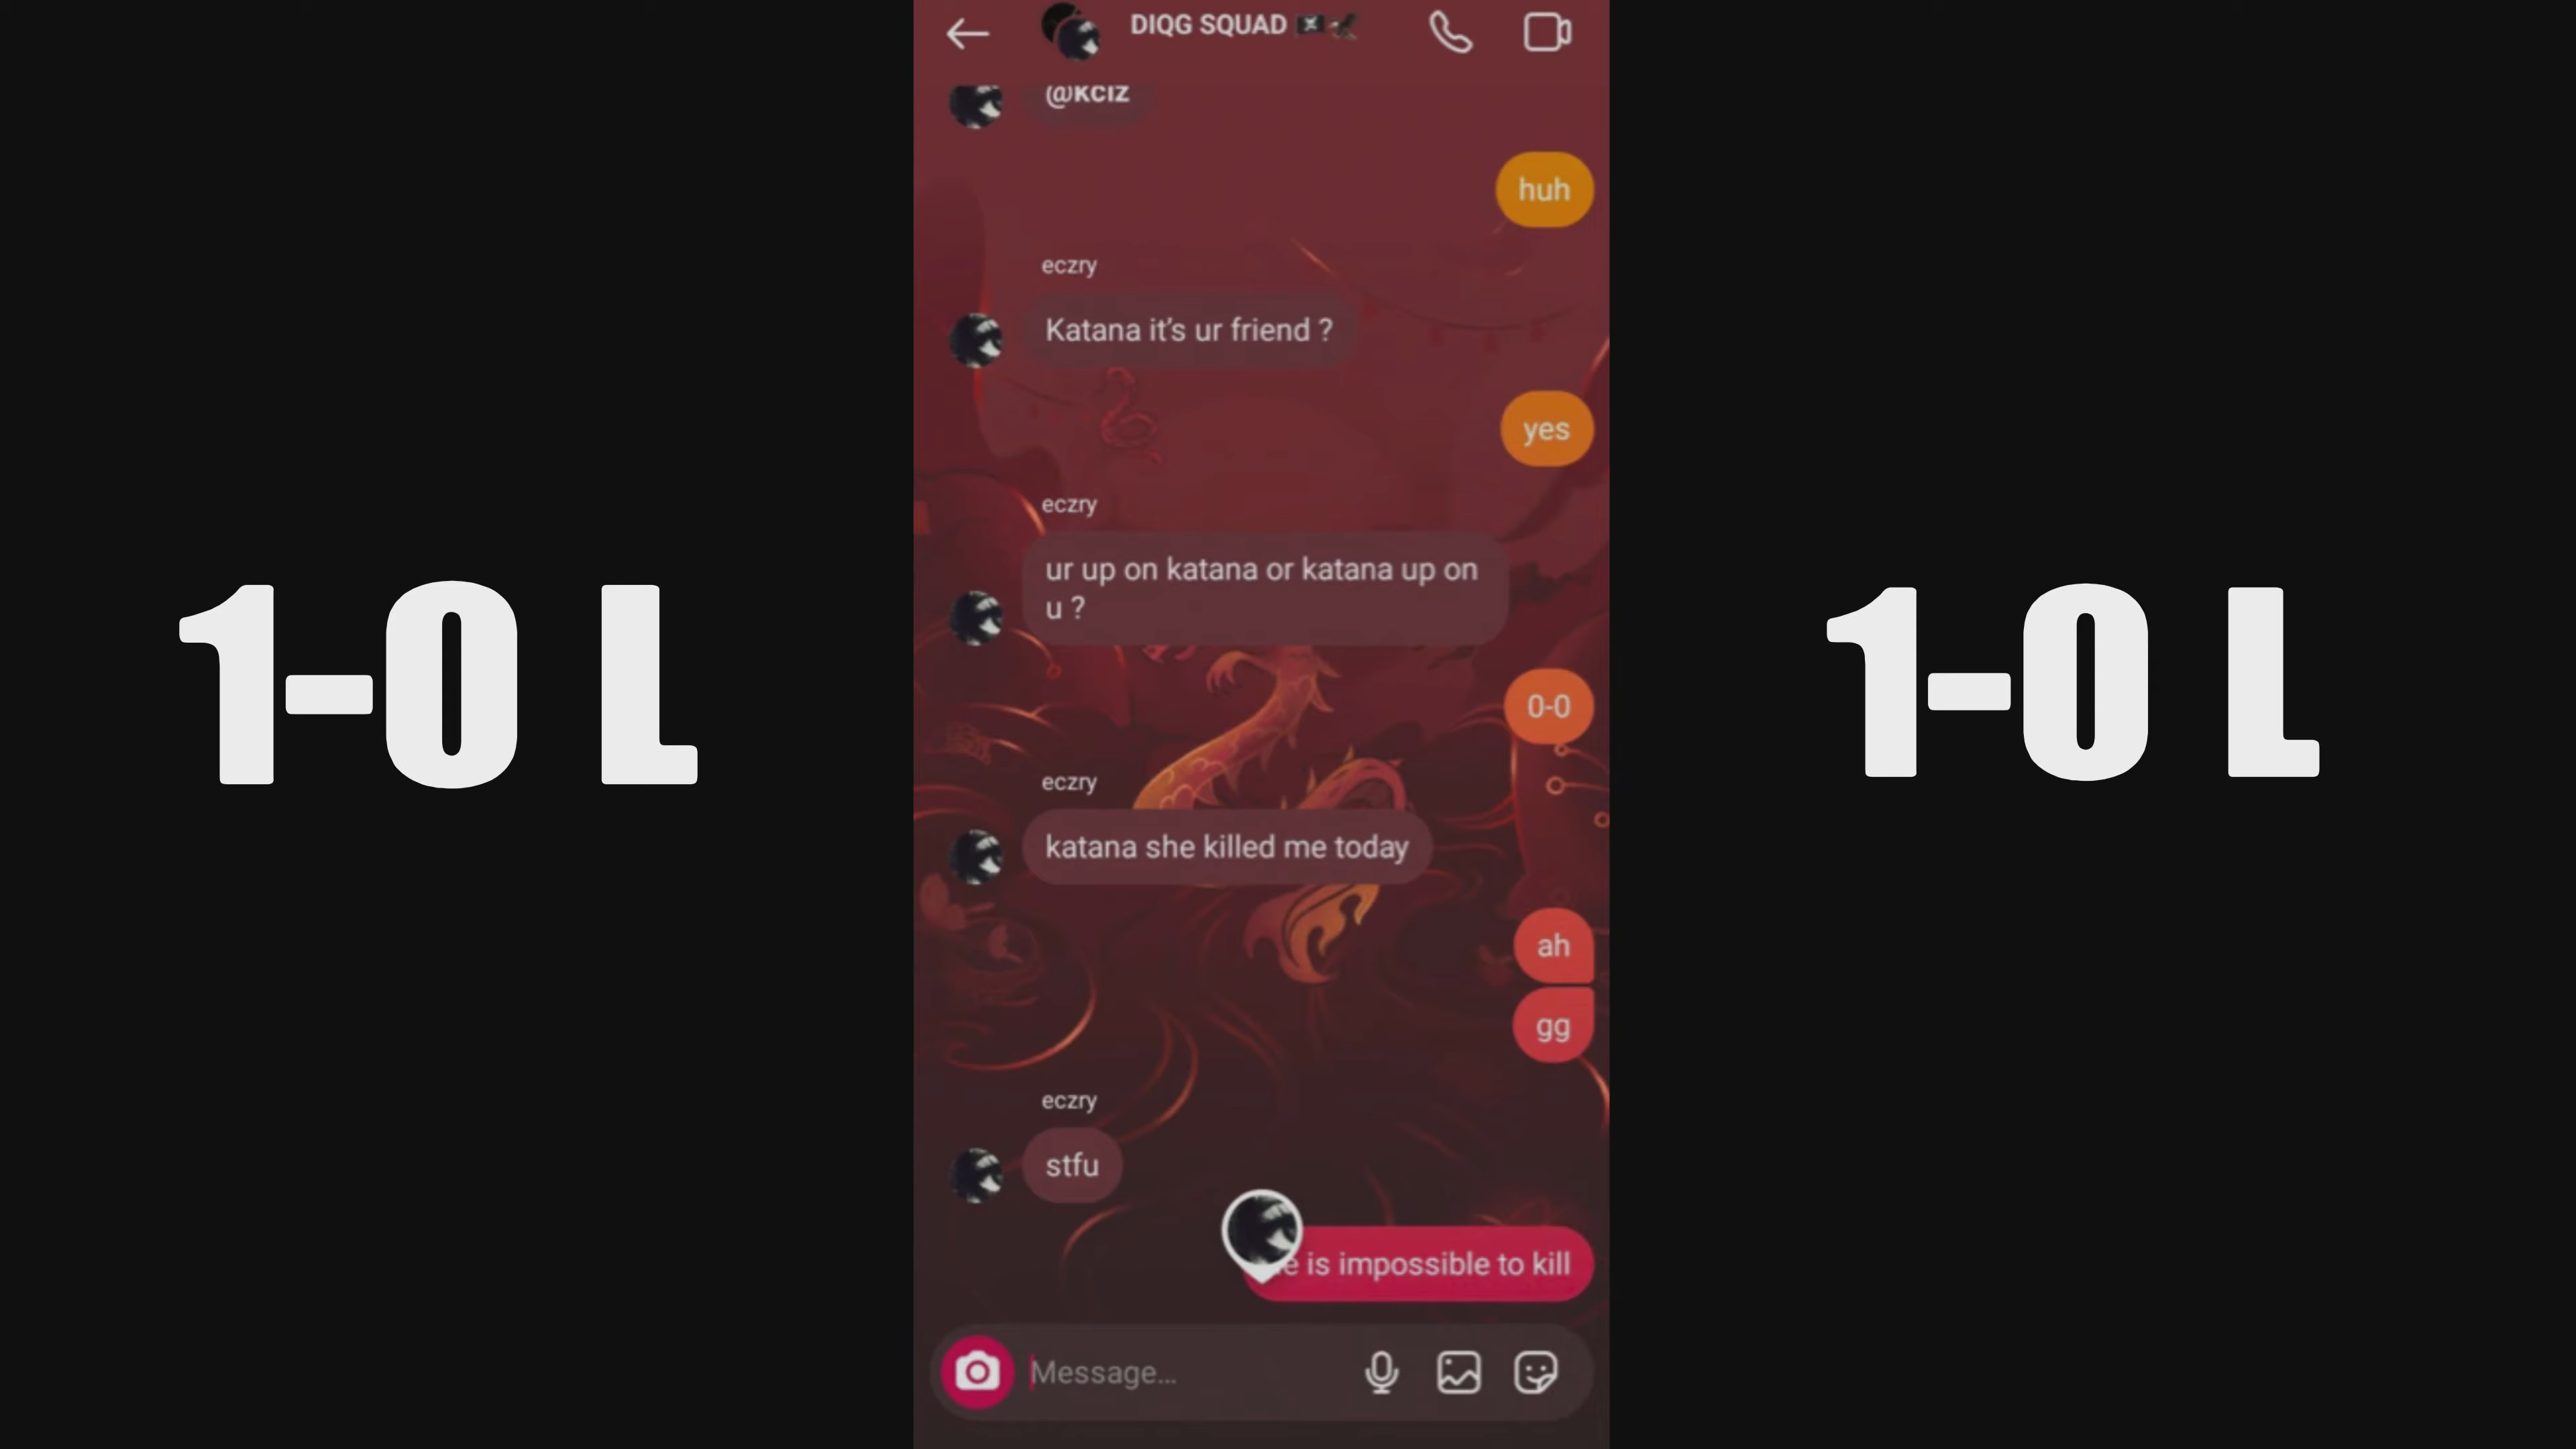 DIQG SQUAD 🏴‍☠️🦅
@KCIZ
huh
eczry
Katana it's ur friend ?
yes
eczry
ur up on katana or katana up on
u ?
0-0
eczry
katana she killed me today
ah
gg
eczry
stfu
is impossible to kill
Message...
1-0 L
1-0 L